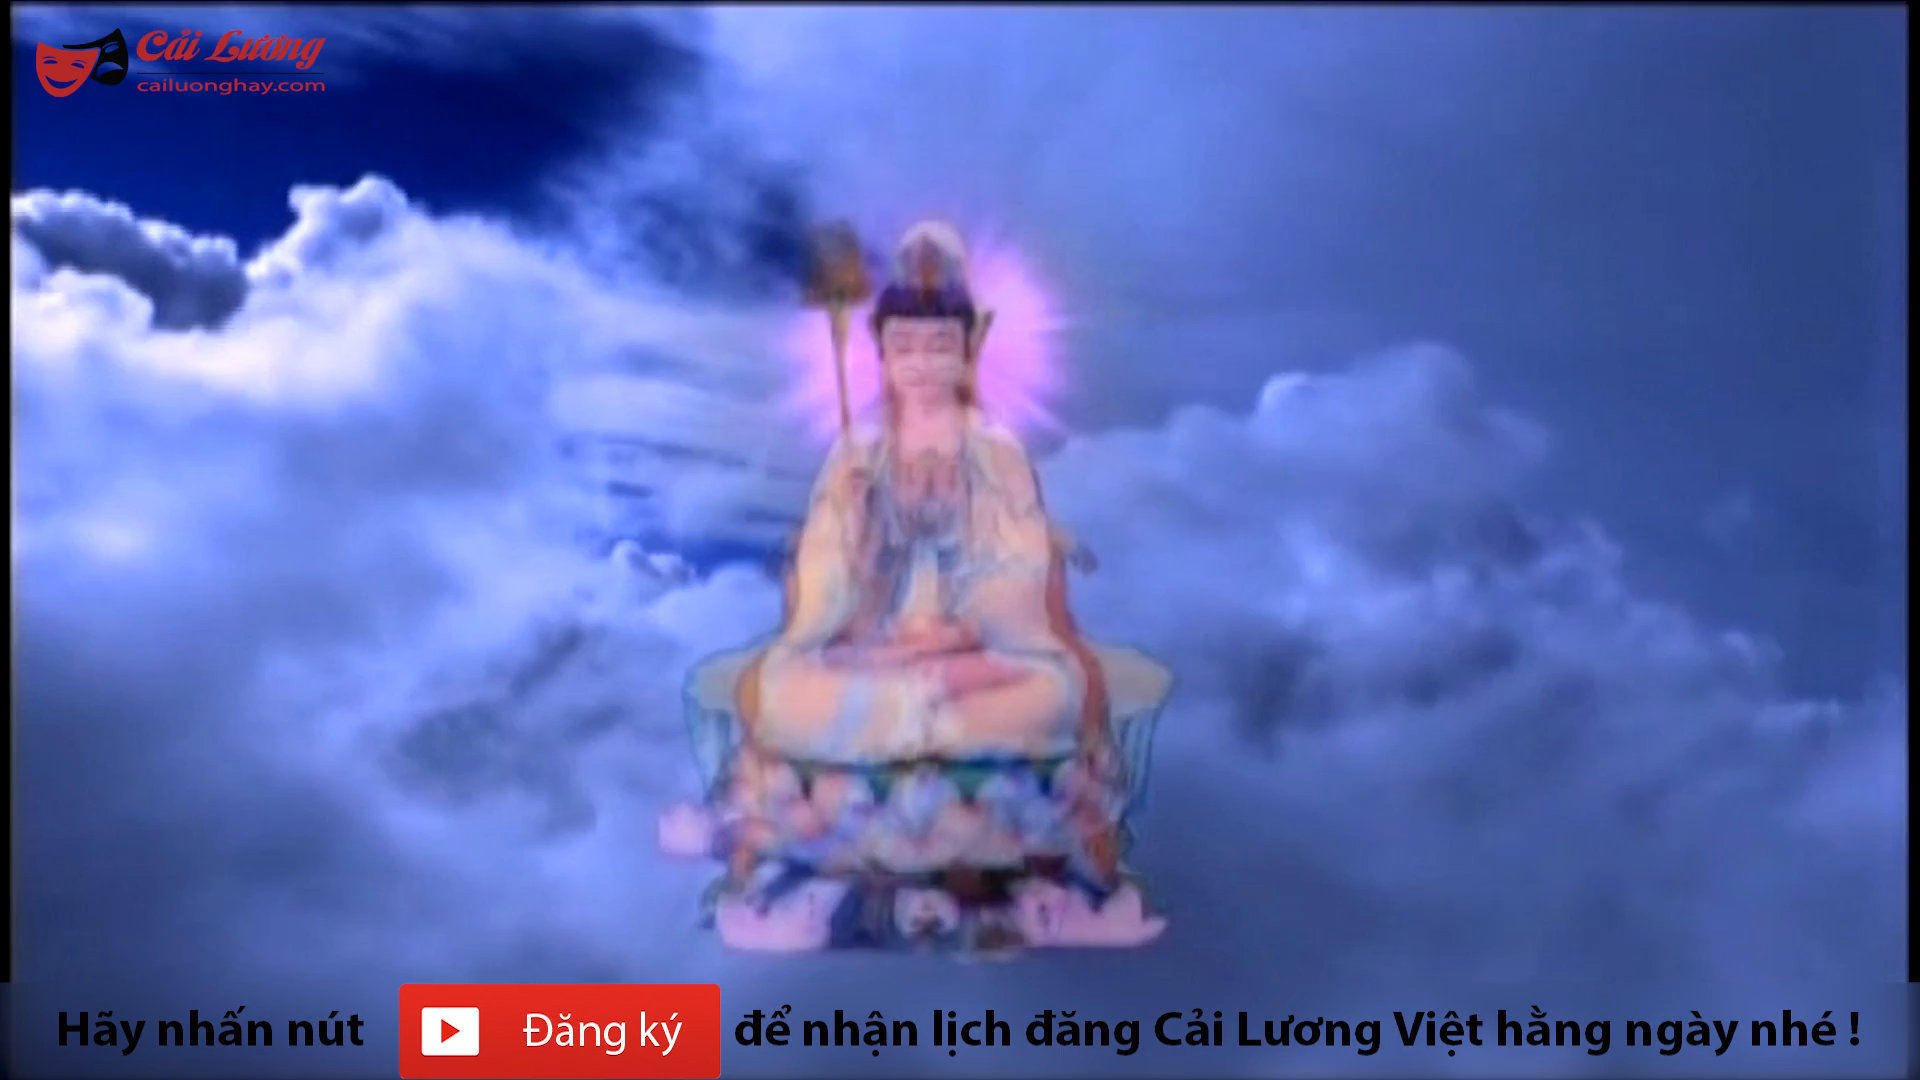 Cải Lương
cailuonghay.com
Hãy nhấn nút Đăng ký để nhận lịch đăng Cải Lương Việt hằng ngày nhé !